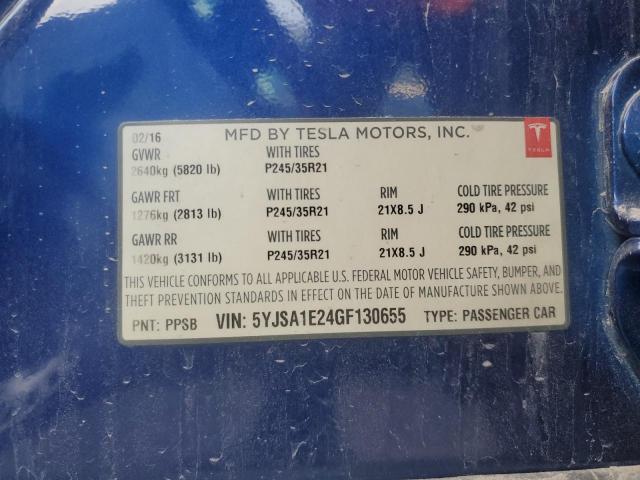 02/16 MFD BY TESLA MOTORS, INC. TESLA
GVWR WITH TIRES
2640kg (5820 lb) P245/35R21
GAWR FRT WITH TIRES RIM COLD TIRE PRESSURE
1276kg (2813 lb) P245/35R21 21X8.5 J 290 kPa, 42 psi
GAWR RR WITH TIRES RIM COLD TIRE PRESSURE
1420kg (3131 lb) P245/35R21 21X8.5 J 290 kPa, 42 psi
THIS VEHICLE CONFORMS TO ALL APPLICABLE U.S. FEDERAL MOTOR VEHICLE SAFETY, BUMPER, AND
THEFT PREVENTION STANDARDS IN EFFECT ON THE DATE OF MANUFACTURE SHOWN ABOVE.
PNT: PPSB VIN: 5YJSA1E24GF130655 TYPE: PASSENGER CAR